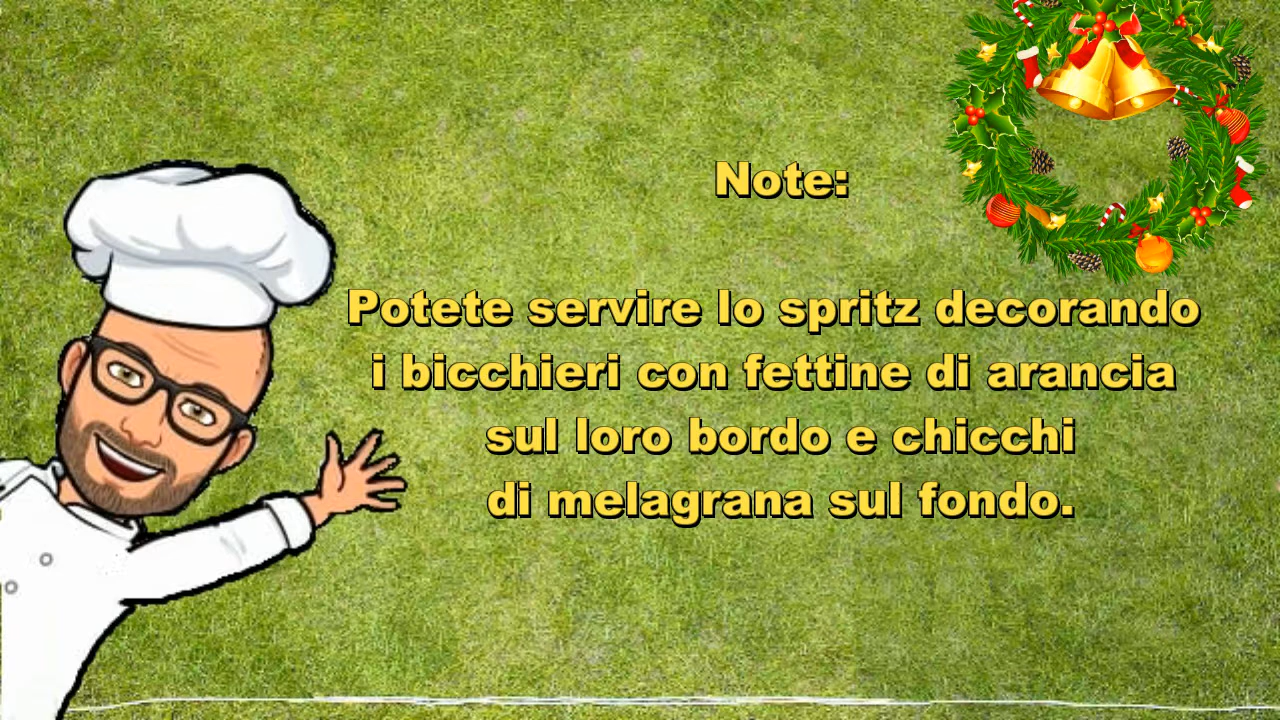 Note:
Potete servire lo spritz decorando
i bicchieri con fettine di arancia
sul loro bordo e chicchi
di melagrana sul fondo.